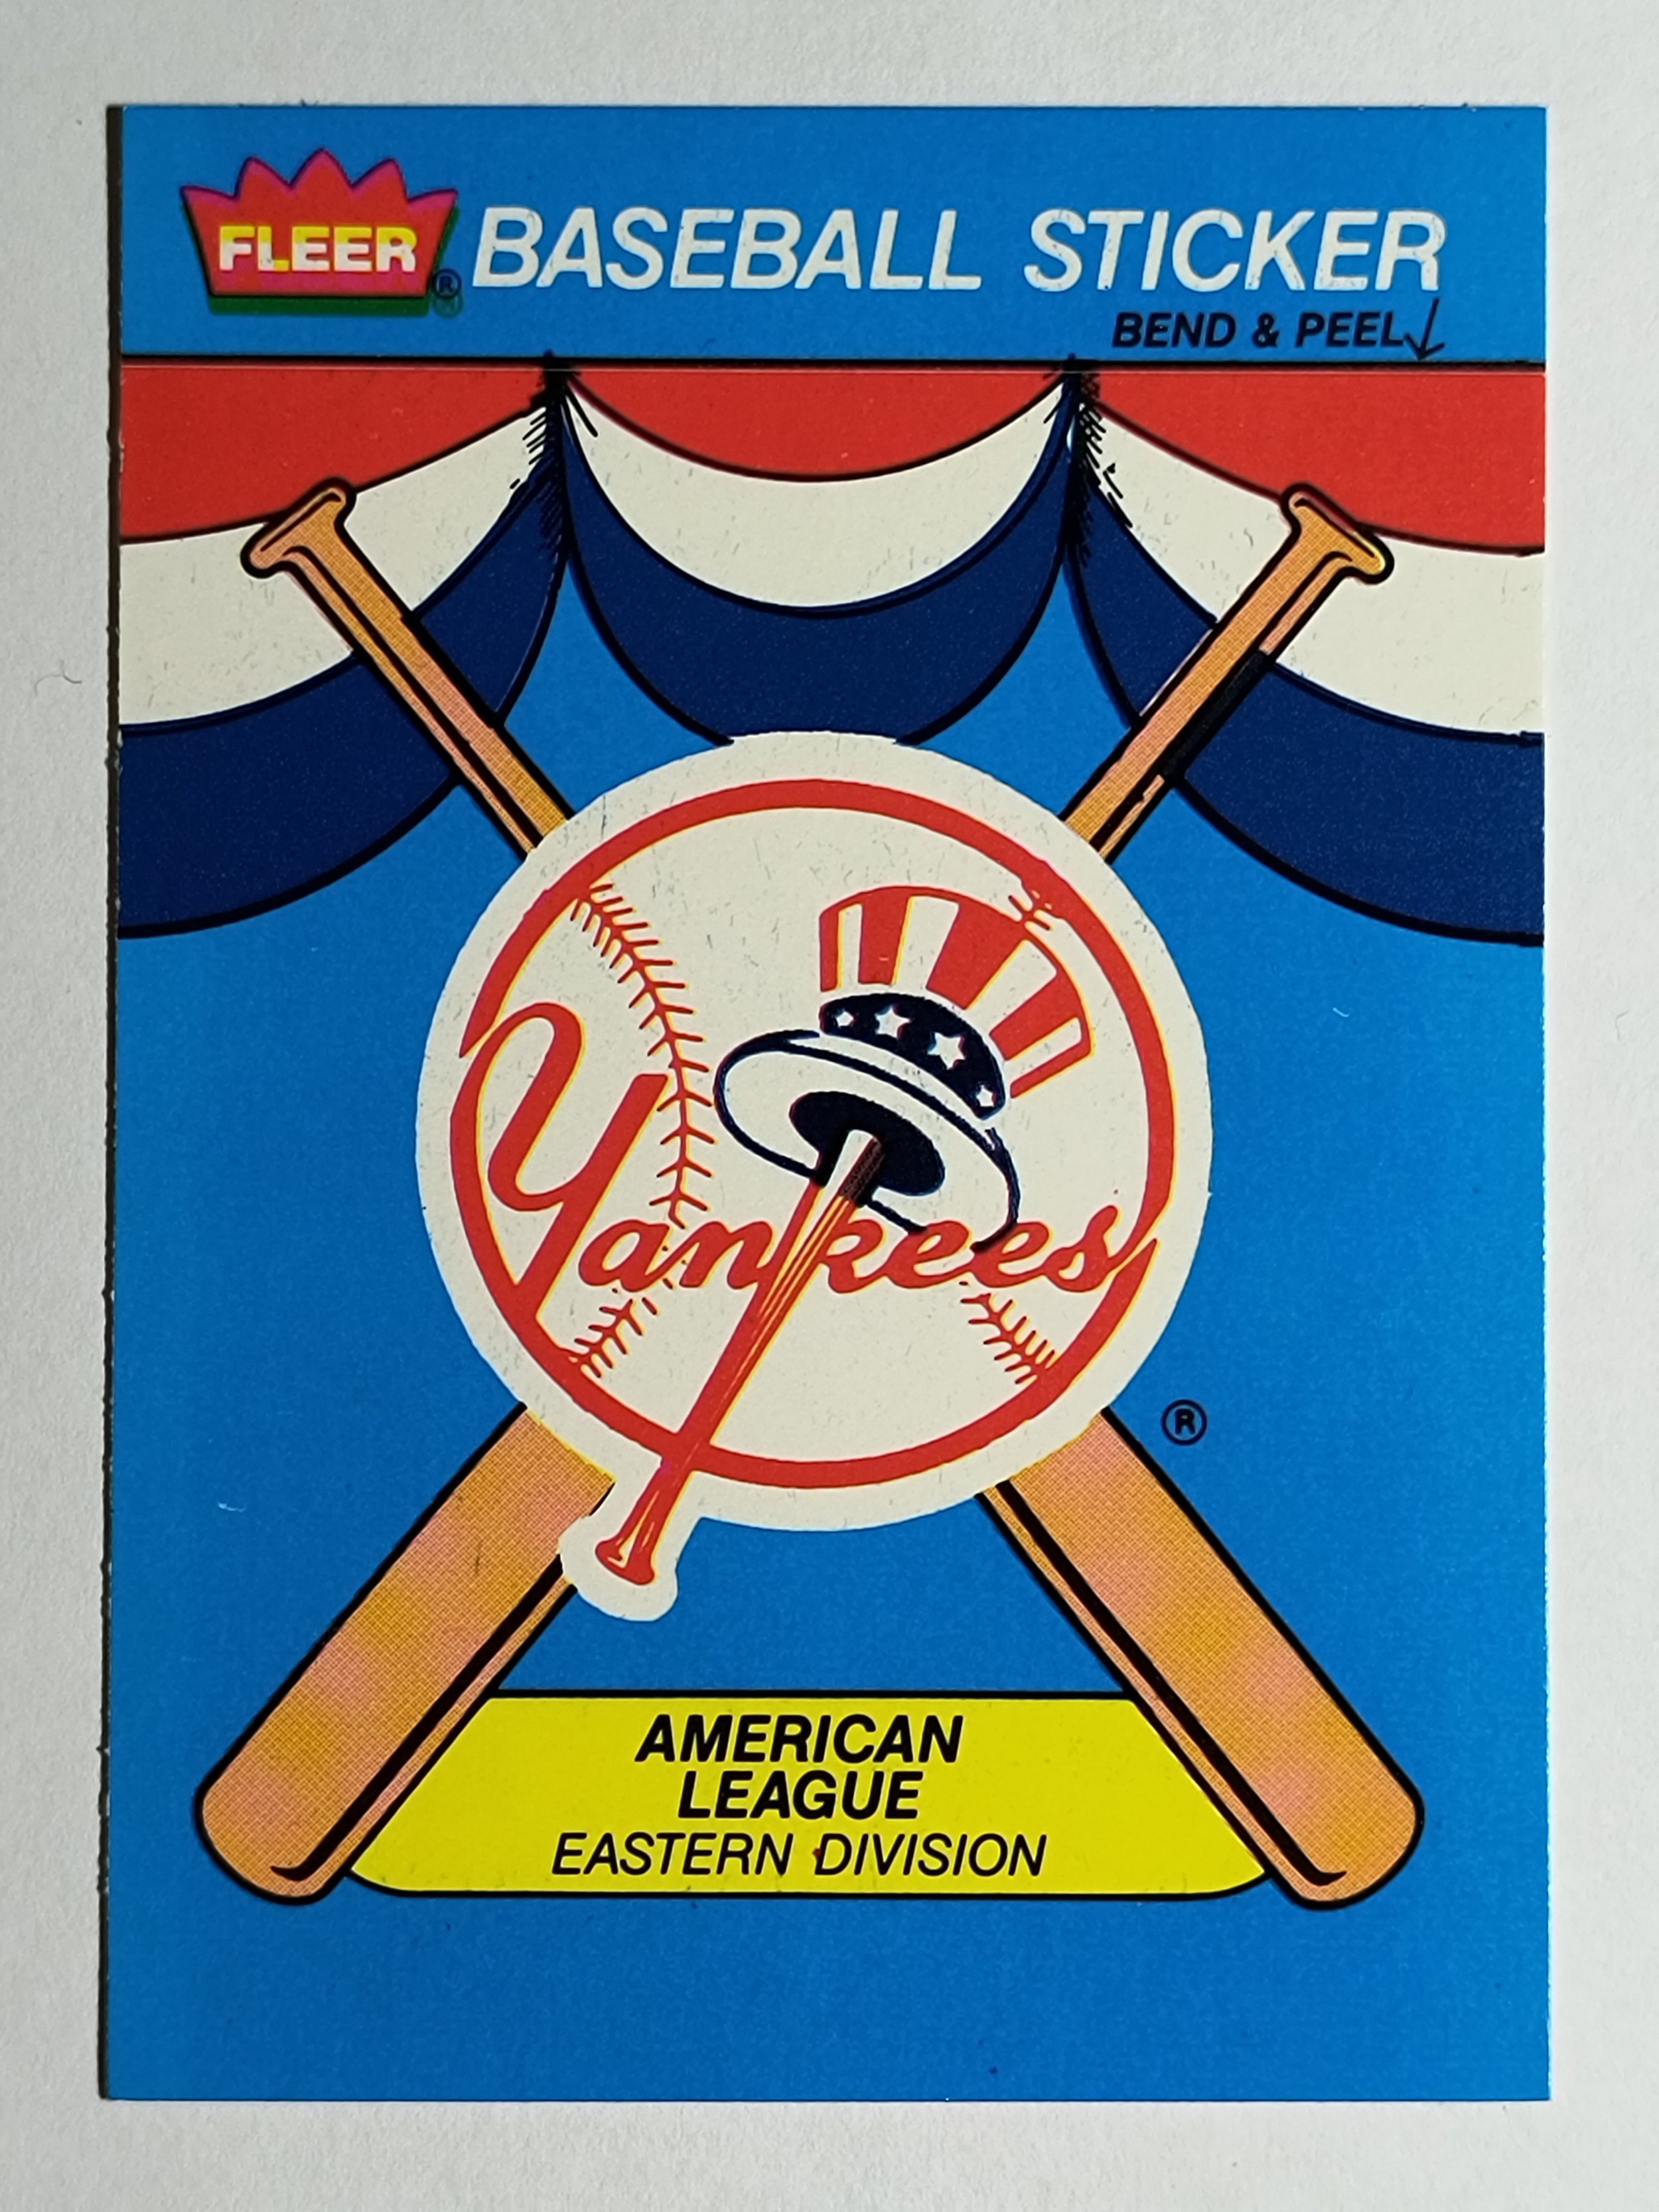 FLEER ® BASEBALL STICKER
BEND & PEEL
Yankees
®
AMERICAN
LEAGUE
EASTERN DIVISION